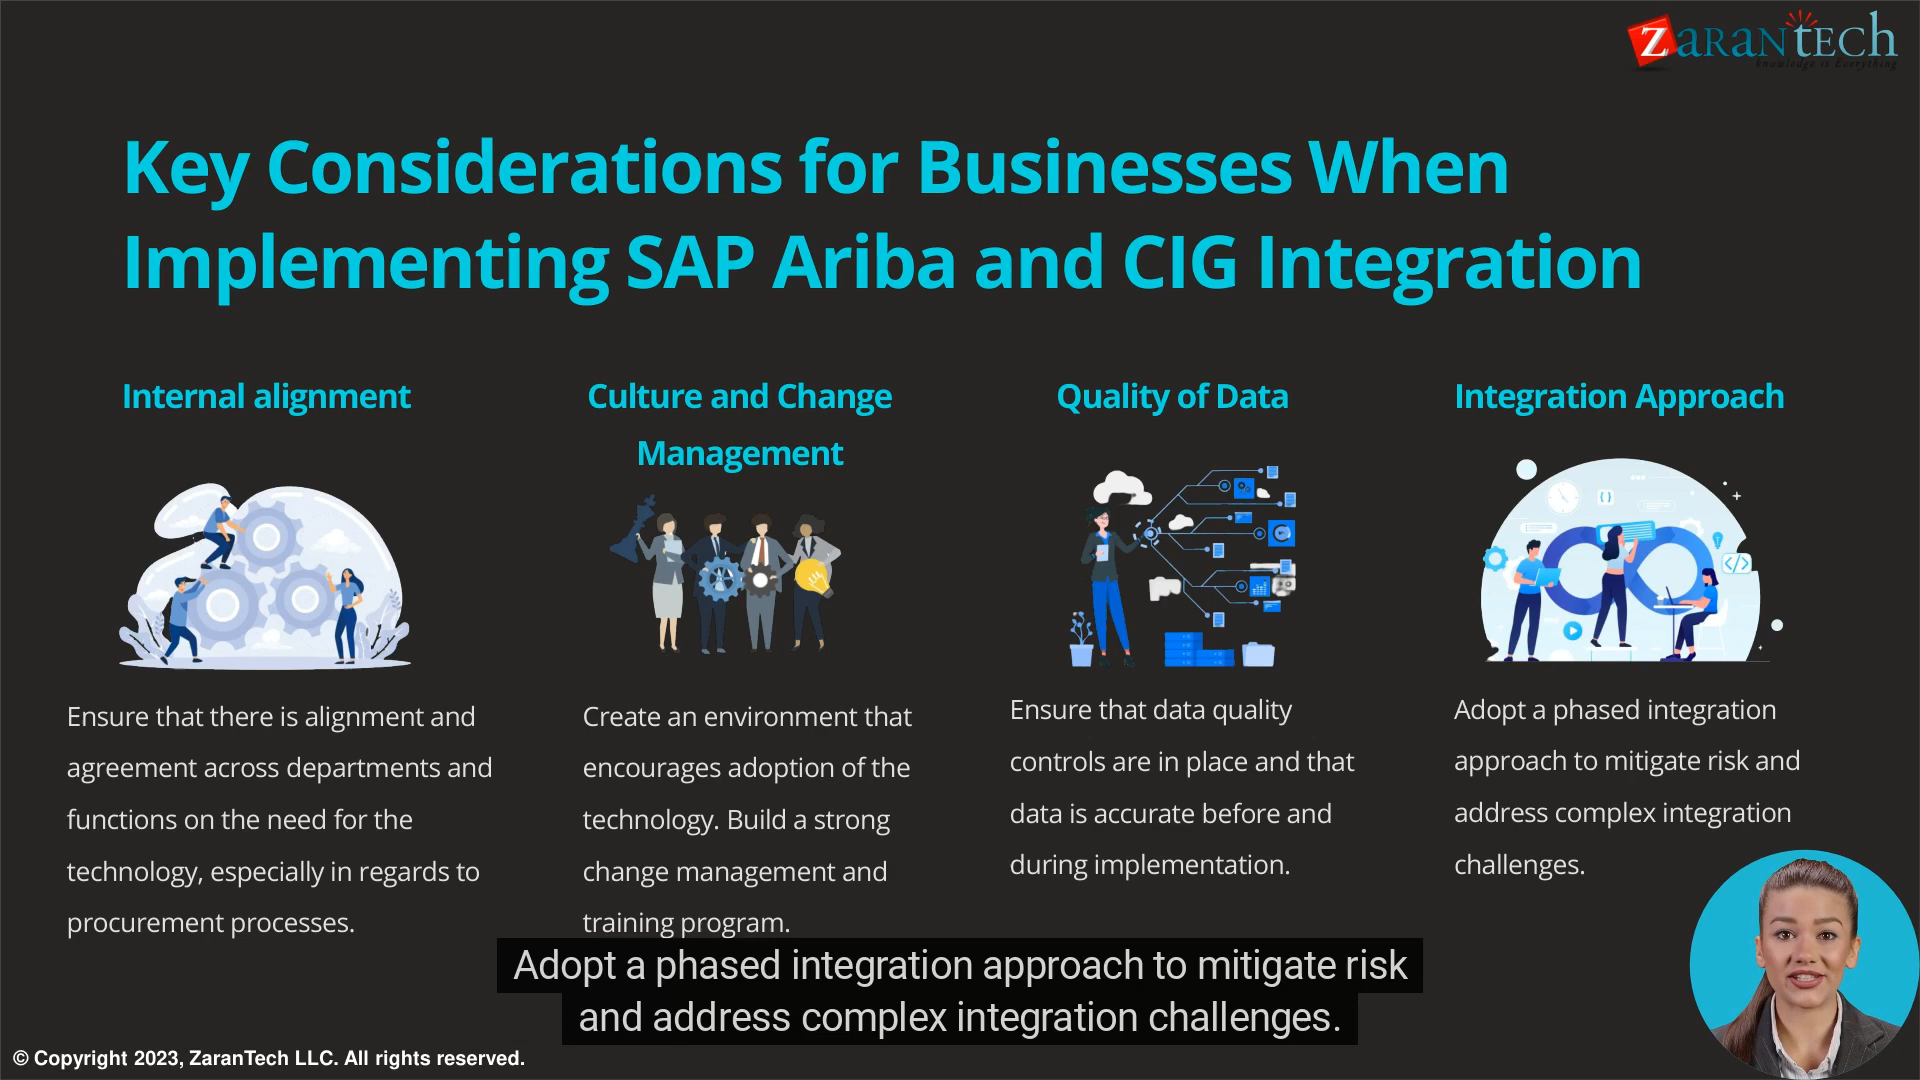 ZaranTech
knowledge is Everything
Key Considerations for Businesses When
Implementing SAP Ariba and CIG Integration
Internal alignment
Ensure that there is alignment and
agreement across departments and
functions on the need for the
technology, especially in regards to
procurement processes.
Culture and Change
Management
Create an environment that
encourages adoption of the
technology. Build a strong
change management and
training program.
Quality of Data
Ensure that data quality
controls are in place and that
data is accurate before and
during implementation.
Integration Approach
{ }
</>
Adopt a phased integration
approach to mitigate risk and
address complex integration
challenges.
Adopt a phased integration approach to mitigate risk
and address complex integration challenges.
© Copyright 2023, ZaranTech LLC. All rights reserved.